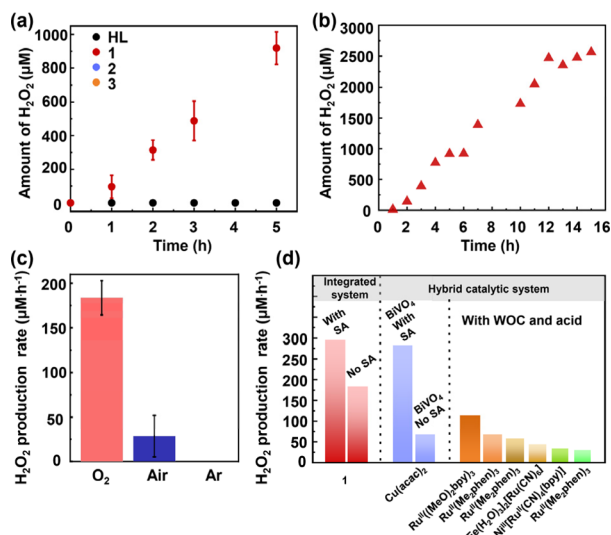 (a)
Amount of H₂O₂ (μM)
1000
800
600
400
200
0
HL
1
2
3
0 1 2 3 4 5
Time (h)
(b)
Amount of H₂O₂ (μM)
2500
2000
1500
1000
500
0
0 2 4 6 8 10 12 14 16
Time (h)
(c)
H₂O₂ production rate (μM·h⁻¹)
200
150
100
50
0
O₂ Air Ar
(d)
H₂O₂ production rate (μM·h⁻¹)
Integrated
system
Hybrid catalytic system
With WOC and acid
300
250
200
150
100
50
0
With
SA
No SA
BiVO₄
With
SA
BiVO₄
No SA
1
Cu(acac)₂
Ruᴵᴵ((MeO)₂bpy)₃
Ruᴵᴵ(Me₂phen)₃
Ruᴵᴵ(Me₂phen)₃
Fe(H₂O)₃]₂[Ru(CN)₆]
Niᴵᴵ[Ruᴵᴵ(CN)₄(bpy)]
Ruᴵᴵ(Me₂phen)₃